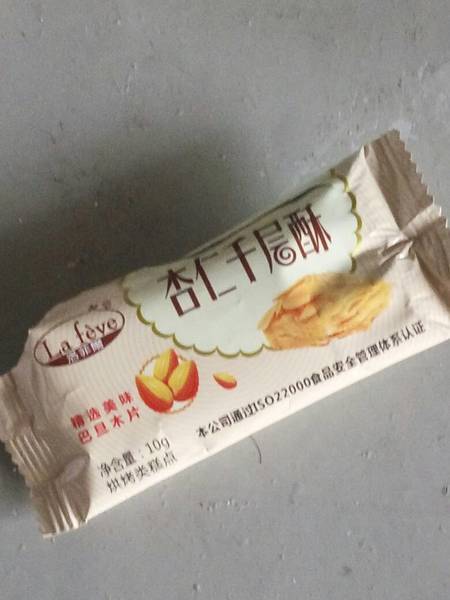 杏仁千层酥
La fève
精选美味
巴旦木片
净含量：10g
烘烤类糕点
本公司通过ISO22000食品安全管理体系认证